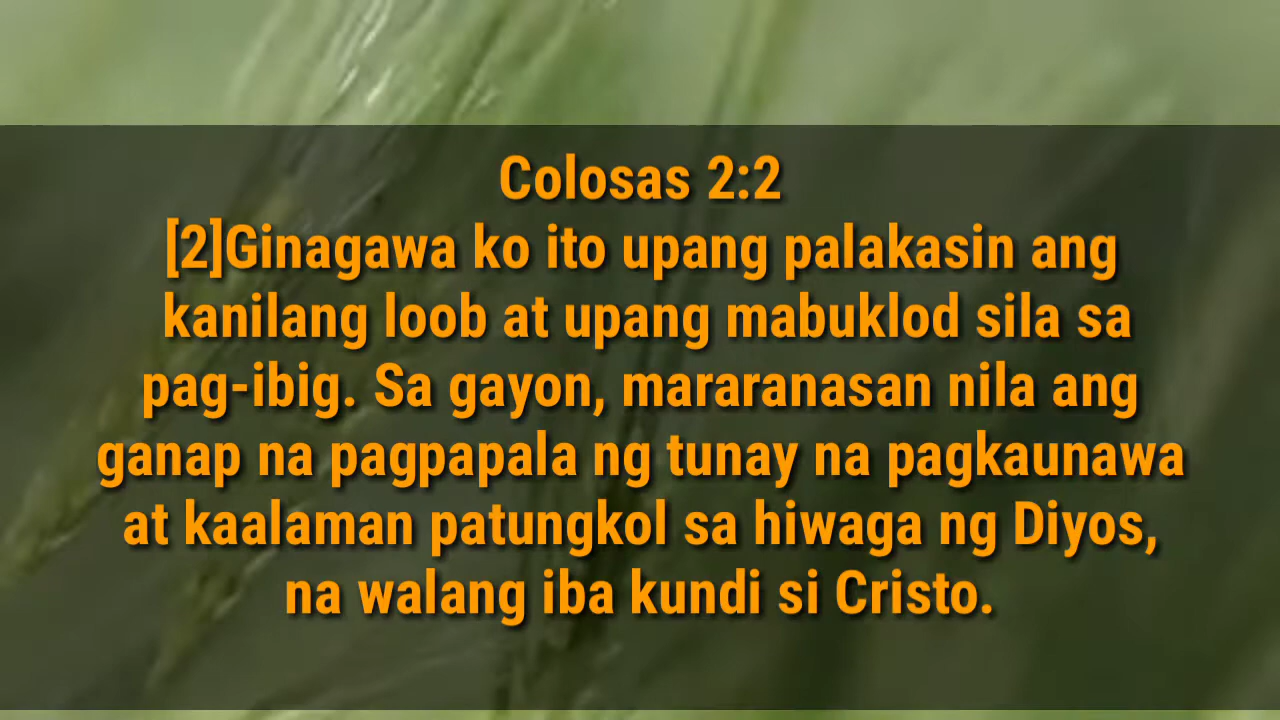 Colosas 2:2
[2]Ginagawa ko ito upang palakasin ang
kanilang loob at upang mabuklod sila sa
pag-ibig. Sa gayon, mararanasan nila ang
ganap na pagpapala ng tunay na pagkaunawa
at kaalaman patungkol sa hiwaga ng Diyos,
na walang iba kundi si Cristo.